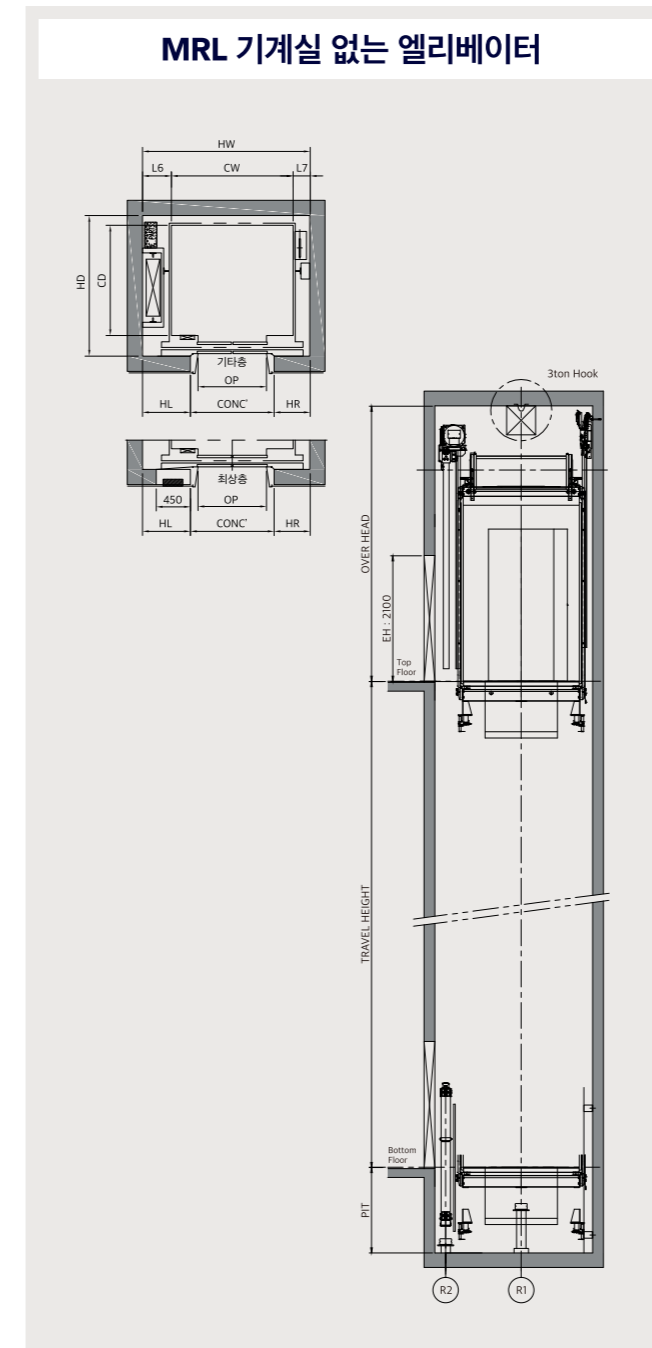 MRL 기계실 없는 엘리베이터
HW
L6
CW
L7
HD
CD
기타층
OP
HL
CONC'
HR
최상층
450
OP
HL
CONC'
HR
3ton Hook
OVER HEAD
EH : 2100
Top
Floor
TRAVEL HEIGHT
Bottom
Floor
PIT
R2
R1